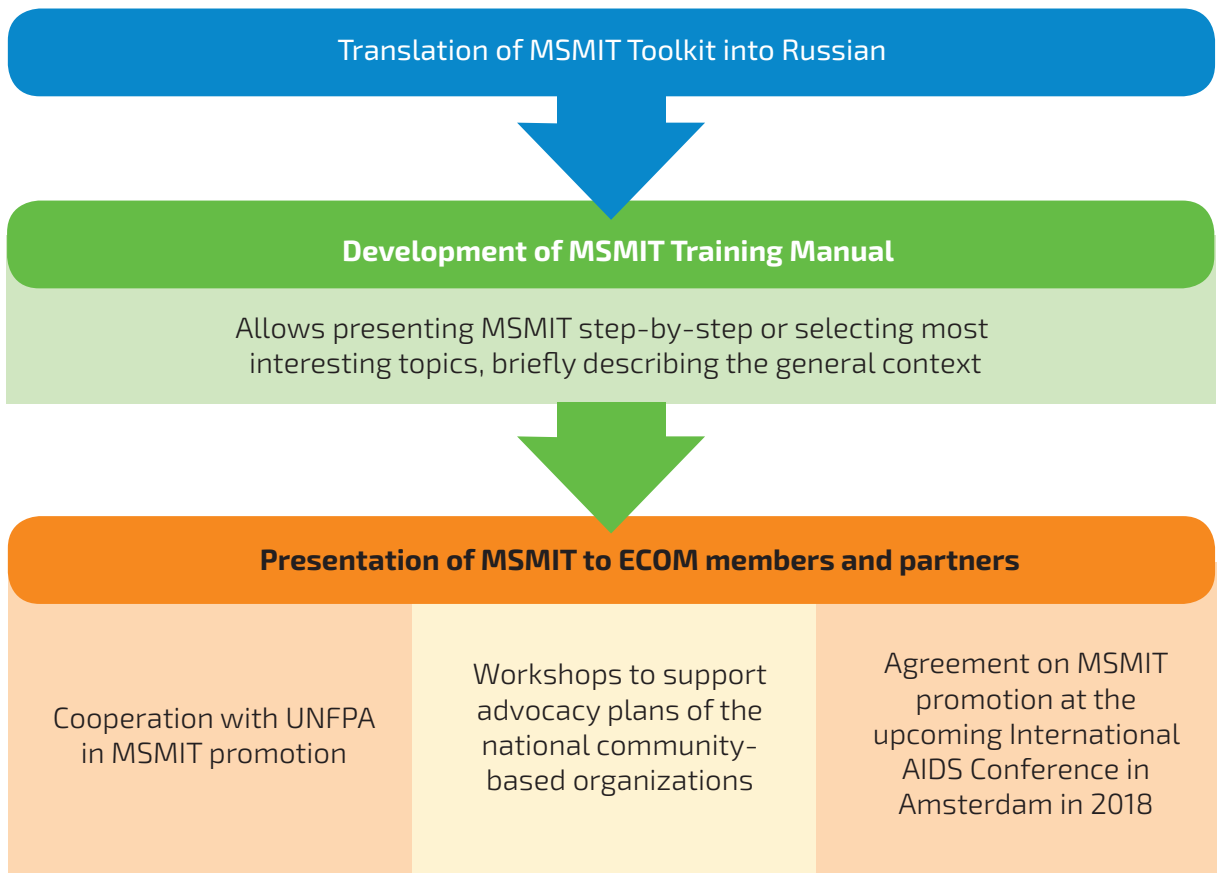 Translation of MSMIT Toolkit into Russian
Development of MSMIT Training Manual
Allows presenting MSMIT step-by-step or selecting most
interesting topics, briefly describing the general context
Presentation of MSMIT to ECOM members and partners
Cooperation with UNFPA
in MSMIT promotion
Workshops to support
advocacy plans of the
national community-
based organizations
Agreement on MSMIT
promotion at the
upcoming International
AIDS Conference in
Amsterdam in 2018